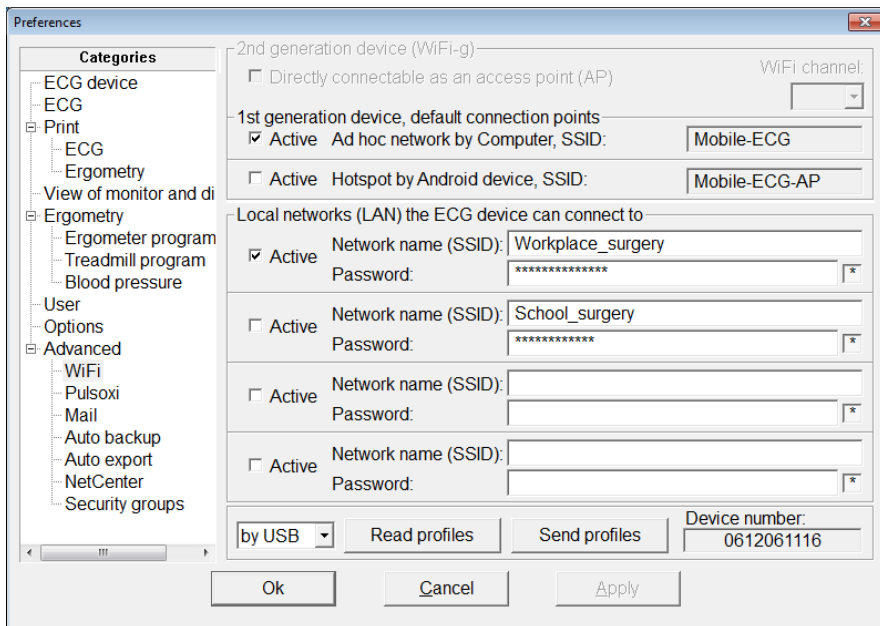 Preferences
Categories
ECG device
ECG
Print
ECG
Ergometry
View of monitor and di
Ergometry
Ergometer program
Treadmill program
Blood pressure
User
Options
Advanced
WiFi
Pulsoxi
Mail
Auto backup
Auto export
NetCenter
Security groups
2nd generation device (WiFi-g)
Directly connectable as an access point (AP)
WiFi channel:
1st generation device, default connection points
Active Ad hoc network by Computer, SSID: Mobile-ECG
Active Hotspot by Android device, SSID: Mobile-ECG-AP
Local networks (LAN) the ECG device can connect to
Active
Network name (SSID): Workplace_surgery
Password: ************** *
Active
Network name (SSID): School_surgery
Password: ************ *
Active
Network name (SSID):
Password: *
Active
Network name (SSID):
Password: *
by USB Read profiles Send profiles
Device number:
0612061116
Ok Cancel Apply